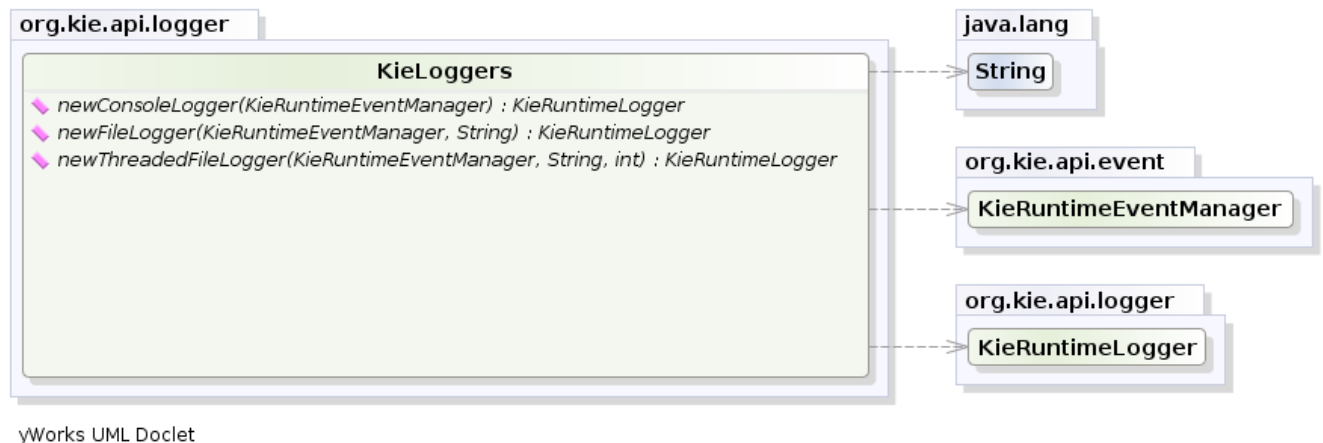 org.kie.api.logger
KieLoggers
newConsoleLogger(KieRuntimeEventManager) : KieRuntimeLogger
newFileLogger(KieRuntimeEventManager, String) : KieRuntimeLogger
newThreadedFileLogger(KieRuntimeEventManager, String, int) : KieRuntimeLogger
java.lang
String
org.kie.api.event
KieRuntimeEventManager
org.kie.api.logger
KieRuntimeLogger
yWorks UML Doclet